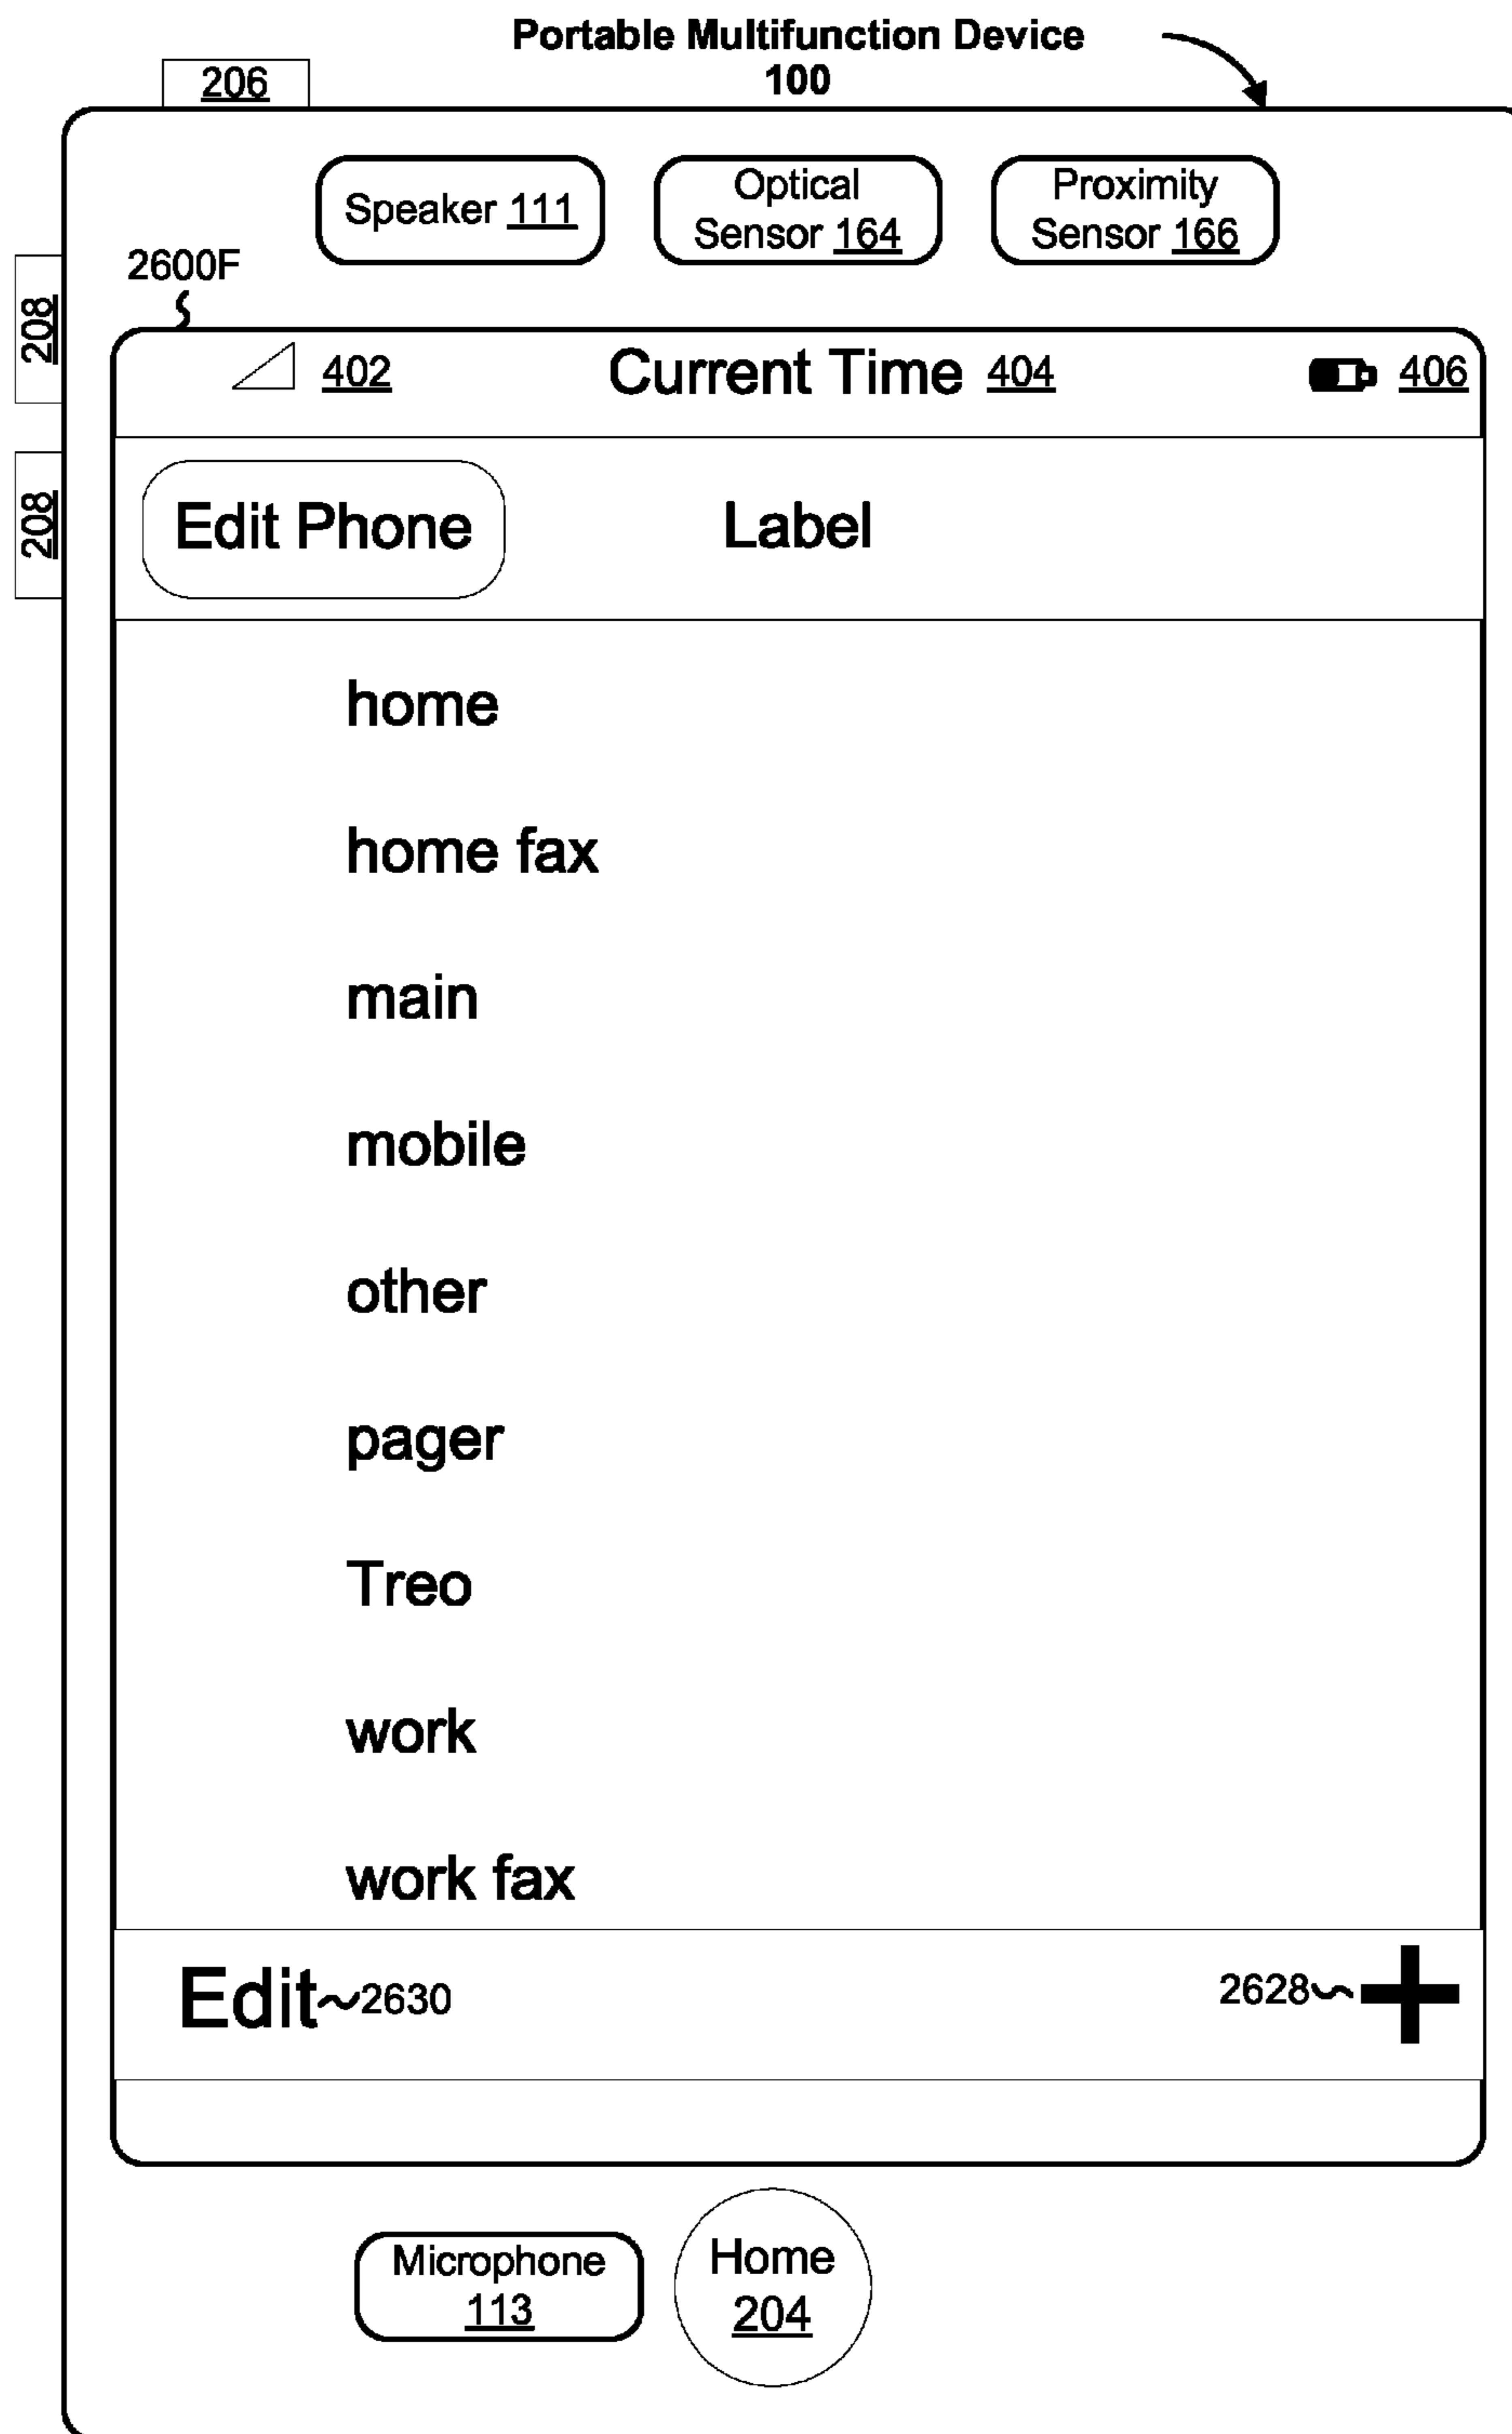 Portable Multifunction Device
100
206
Speaker 111
Optical
Sensor 164
Proximity
Sensor 166
2600F
208
402
Current Time 404
406
208
Edit Phone
Label
home
home fax
main
mobile
other
pager
Treo
work
work fax
Edit 2630
2628
Microphone
113
Home
204